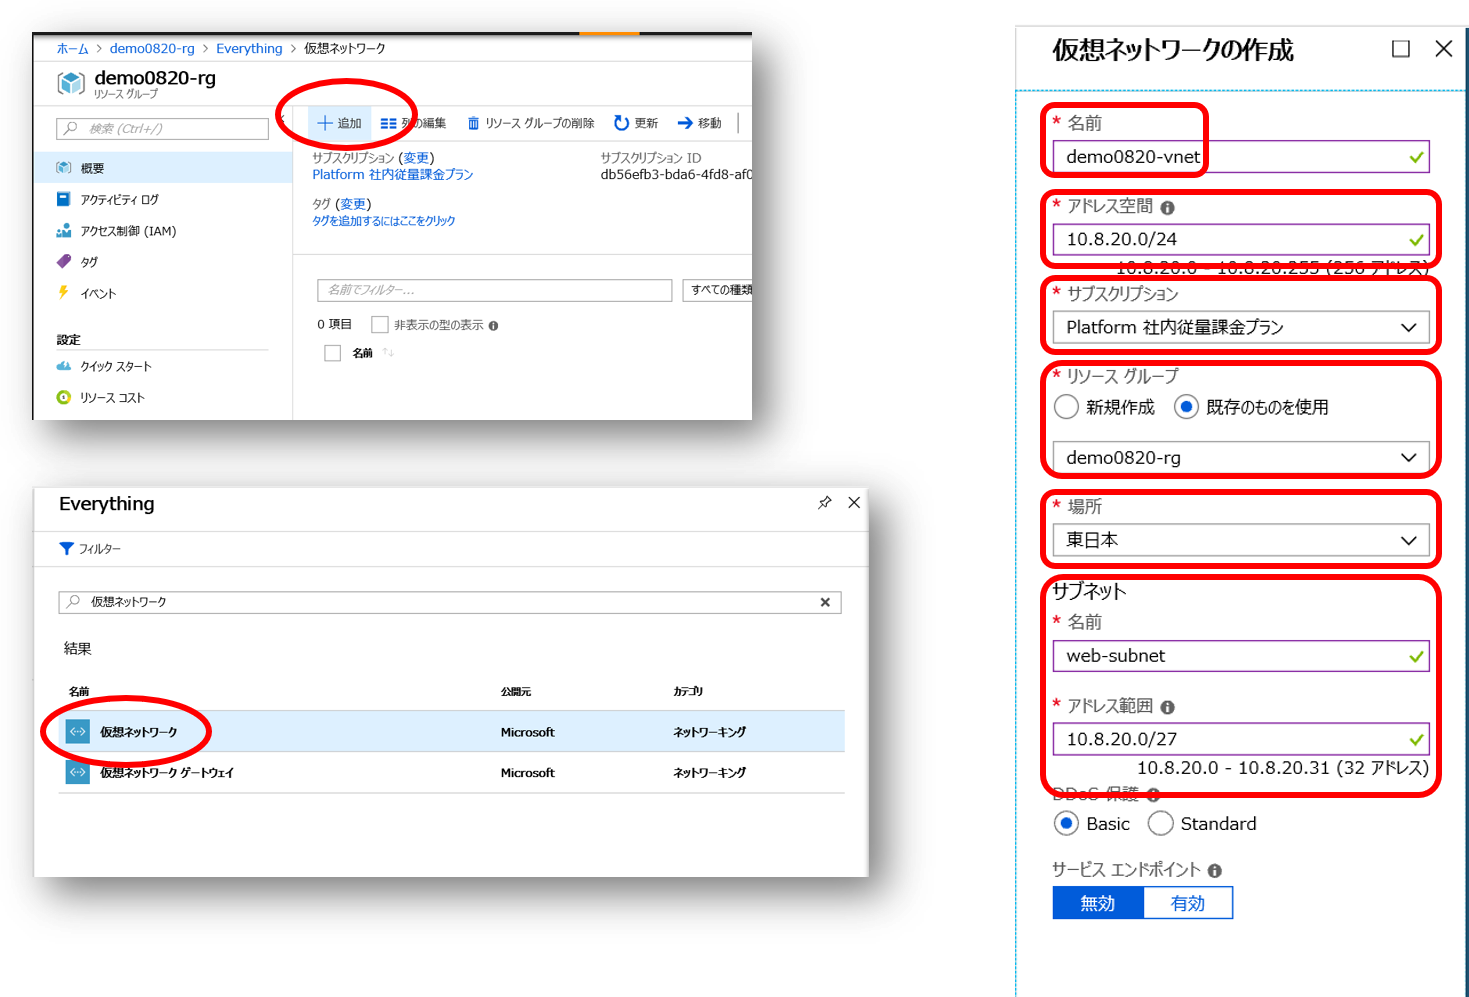 ホーム > demo0820-rg > Everything > 仮想ネットワーク
demo0820-rg
リソース グループ
検索 (Ctrl+/)
概要
アクティビティ ログ
アクセス制御 (IAM)
タグ
イベント
設定
クイック スタート
リソース コスト
追加 列の編集 リソース グループの削除 更新 移動
サブスクリプション (変更)
Platform 社内従量課金プラン
サブスクリプション ID
db56efb3-bda6-4fd8-af0
タグ (変更)
タグを追加するにはここをクリック
名前でフィルター...
すべての種類
0 項目 非表示の型の表示
名前
Everything
フィルター
仮想ネットワーク
結果
名前 公開元 カテゴリ
仮想ネットワーク Microsoft ネットワーキング
仮想ネットワーク ゲートウェイ Microsoft ネットワーキング
仮想ネットワークの作成
* 名前
demo0820-vnet
* アドレス空間
10.8.20.0/24
10.8.20.0 - 10.8.20.255 (256 アドレス)
* サブスクリプション
Platform 社内従量課金プラン
* リソース グループ
新規作成 既存のものを使用
demo0820-rg
* 場所
東日本
サブネット
* 名前
web-subnet
* アドレス範囲
10.8.20.0/27
10.8.20.0 - 10.8.20.31 (32 アドレス)
DDoS 保護
Basic Standard
サービス エンドポイント
無効 有効